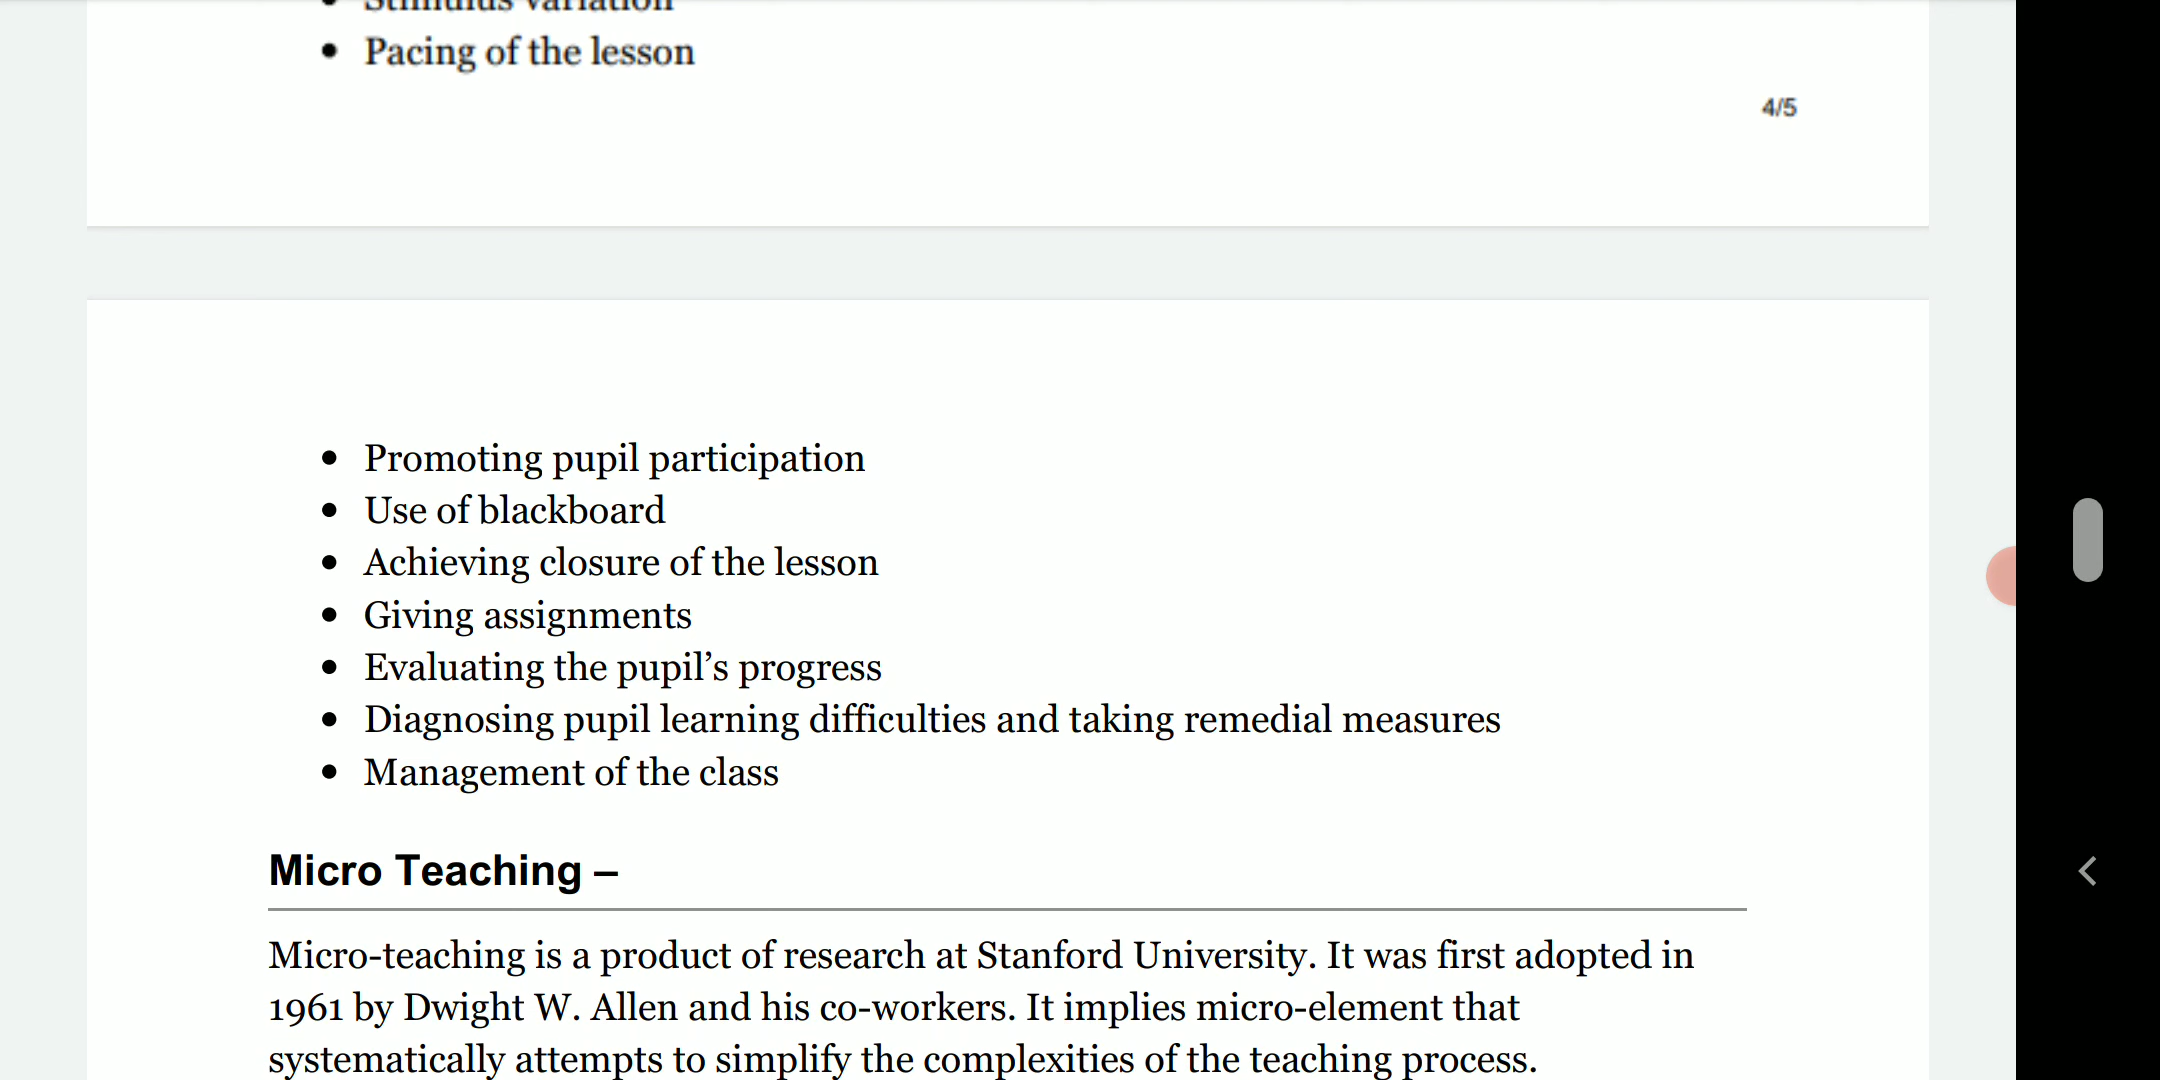 Stimulus variation
• Pacing of the lesson
4/5
• Promoting pupil participation
• Use of blackboard
• Achieving closure of the lesson
• Giving assignments
• Evaluating the pupil’s progress
• Diagnosing pupil learning difficulties and taking remedial measures
• Management of the class
Micro Teaching –
Micro-teaching is a product of research at Stanford University. It was first adopted in
1961 by Dwight W. Allen and his co-workers. It implies micro-element that
systematically attempts to simplify the complexities of the teaching process.